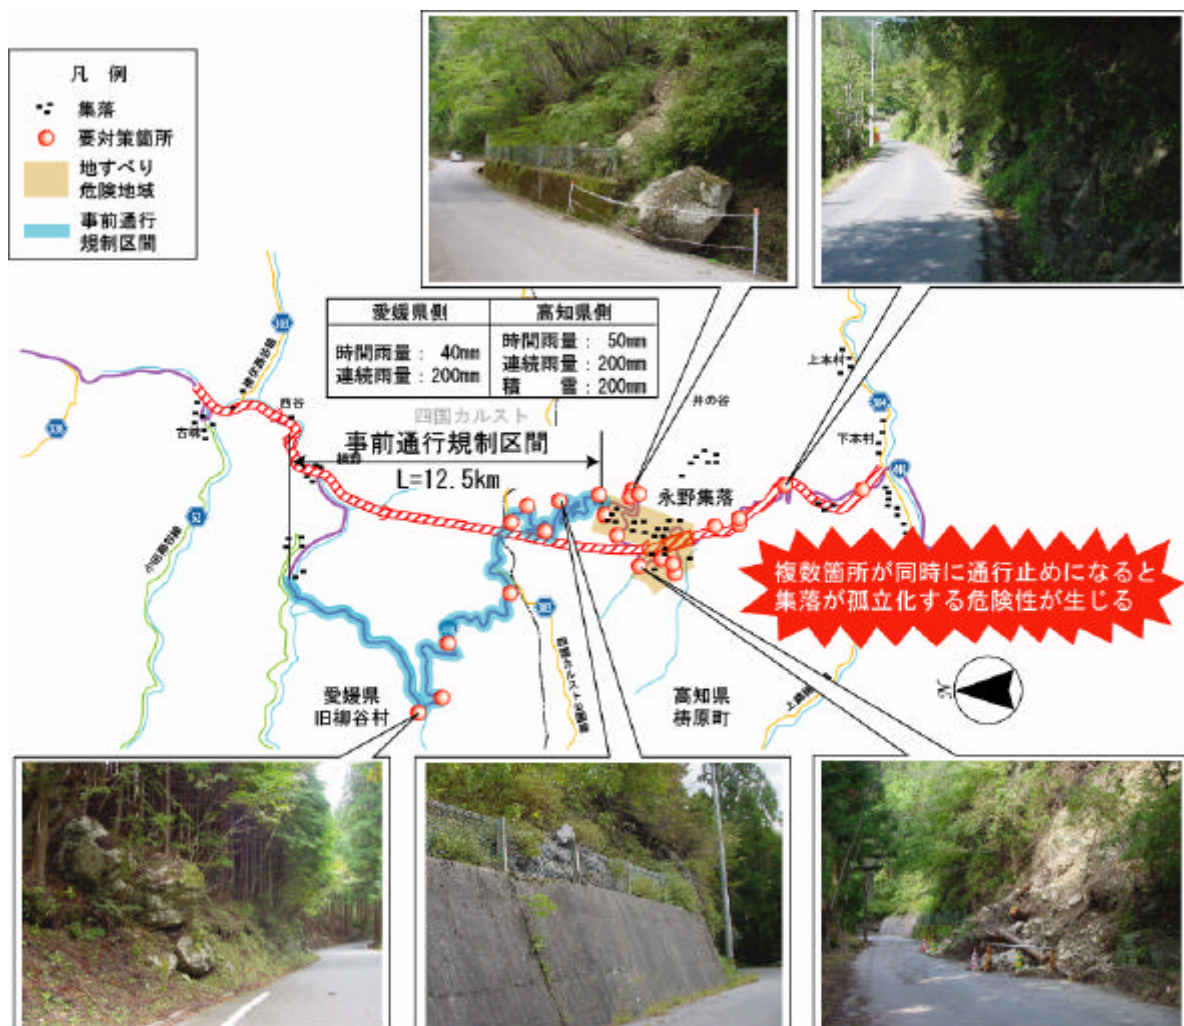 凡 例
集落
要対策箇所
地すべり
危険地域
事前通行
規制区間
愛媛県側
時間雨量： 40mm
連続雨量：200mm
高知県側
時間雨量： 50mm
連続雨量：200mm
積 雪：200mm
四国カルスト
事前通行規制区間
L=12.5km
井の谷
上本村
下本村
永野集落
西谷
303
52
304
303
複数箇所が同時に通行止めになると
集落が孤立化する危険性が生じる
愛媛県
旧柳谷村
高知県
梼原町
N